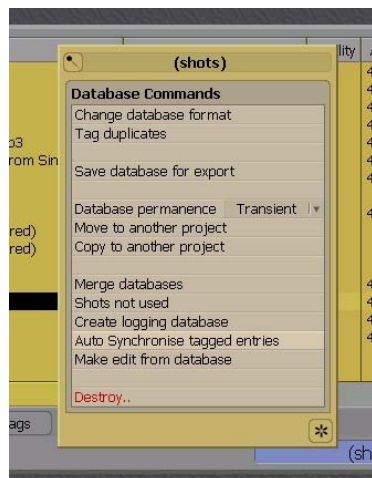 lity
(shots)
Database Commands
Change database format
Tag duplicates
p3
rom Sin
Save database for export
Database permanence Transient
red)
Move to another project
red)
Copy to another project
Merge databases
Shots not used
Create logging database
Auto Synchronise tagged entries
Make edit from database
Destroy..
ags
(sh